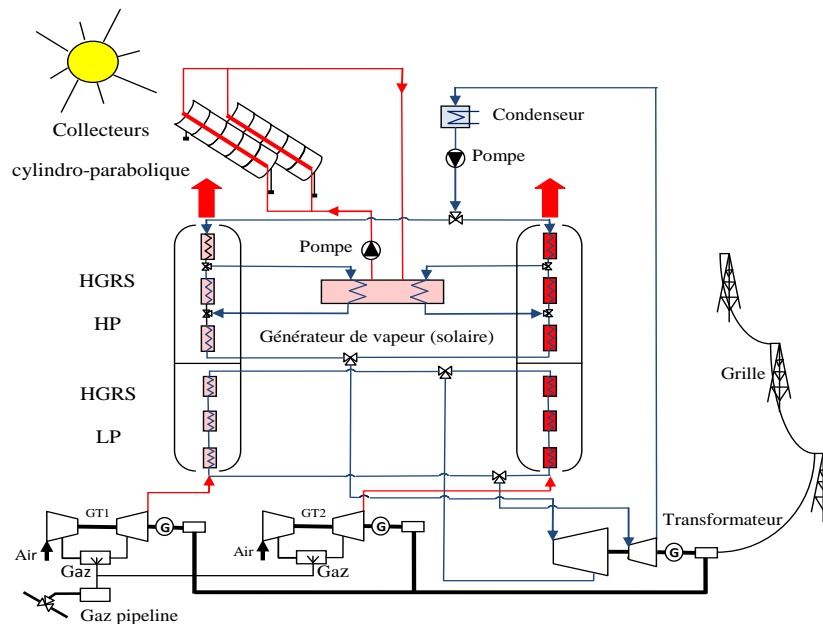 Collecteurs
cylindro-parabolique
Condenseur
Pompe
Pompe
HGRS
HP
Générateur de vapeur (solaire)
HGRS
LP
Grille
GT1
G
GT2
G
Transformateur
G
Air
Gaz
Air
Gaz
Gaz pipeline